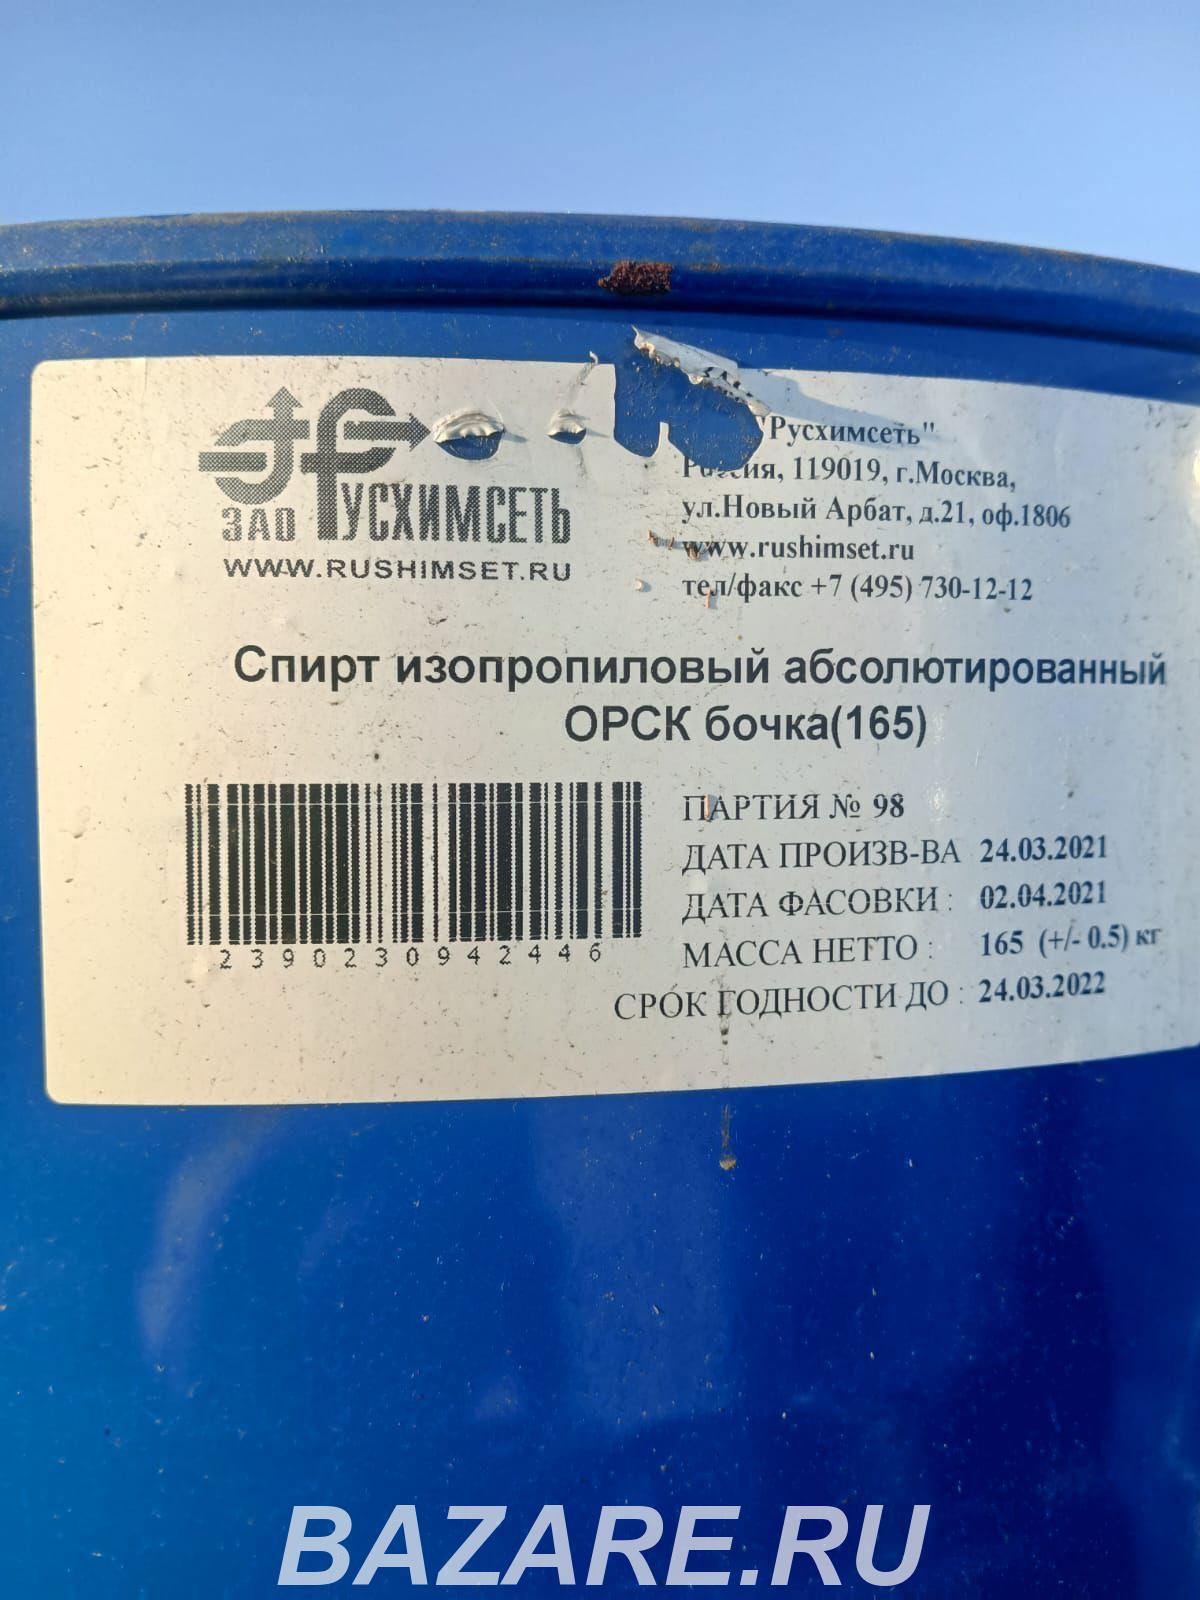 ЗАО РУСХИМСЕТЬ
WWW.RUSHIMSET.RU
"Русхимсеть"
Россия, 119019, г.Москва,
ул.Новый Арбат, д.21, оф.1806
www.rushimset.ru
тел/факс +7 (495) 730-12-12
Спирт изопропиловый абсолютированный
ОРСК бочка(165)
2390230942446
ПАРТИЯ № 98
ДАТА ПРОИЗВ-ВА 24.03.2021
ДАТА ФАСОВКИ : 02.04.2021
МАССА НЕТТО : 165 (+/- 0.5) кг
СРОК ГОДНОСТИ ДО : 24.03.2022
BAZARE.RU